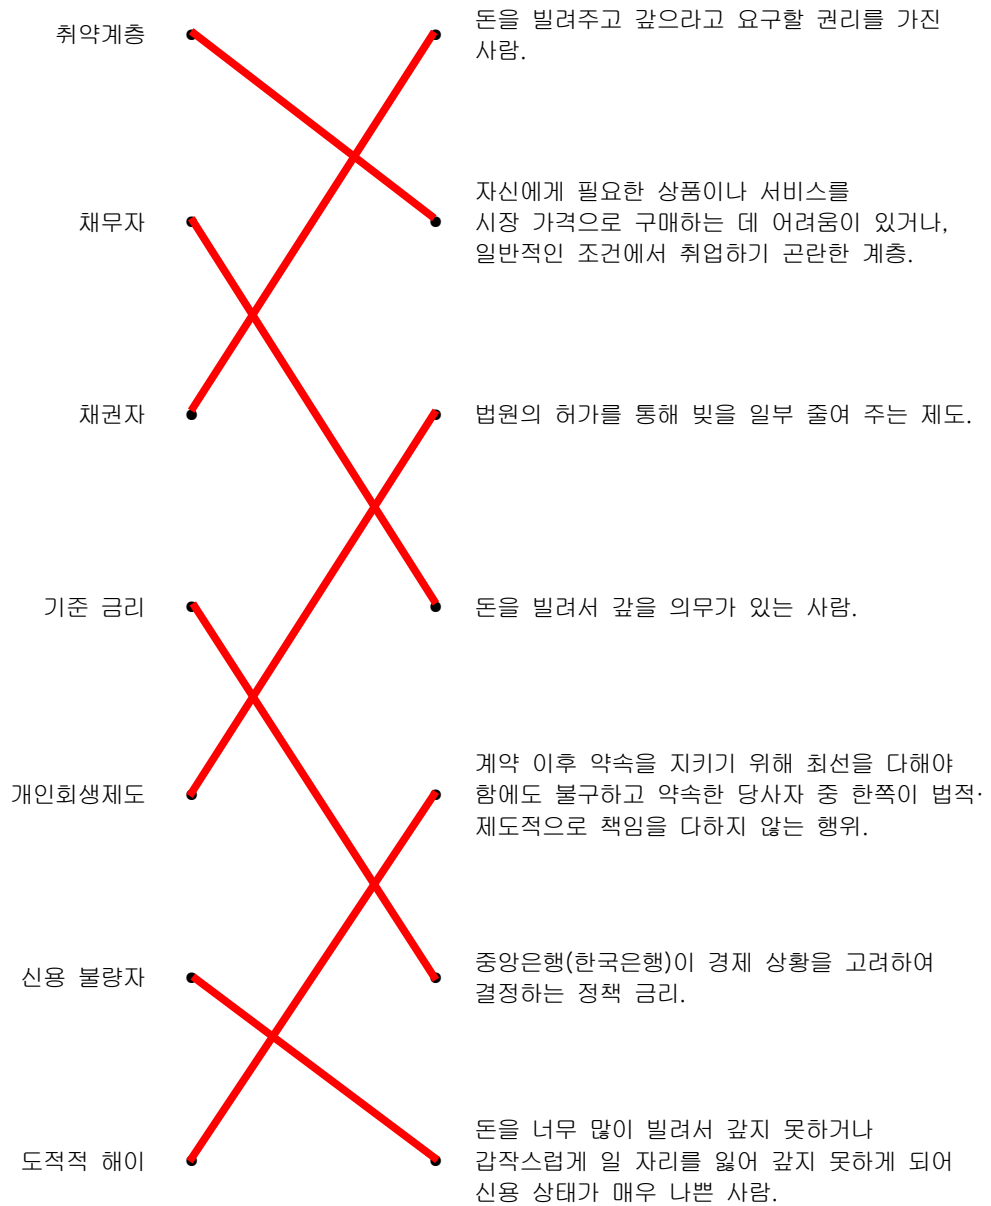 취약계층
돈을 빌려주고 갚으라고 요구할 권리를 가진
사람.
채무자
자신에게 필요한 상품이나 서비스를
시장 가격으로 구매하는 데 어려움이 있거나,
일반적인 조건에서 취업하기 곤란한 계층.
채권자
법원의 허가를 통해 빚을 일부 줄여 주는 제도.
기준 금리
돈을 빌려서 갚을 의무가 있는 사람.
개인회생제도
계약 이후 약속을 지키기 위해 최선을 다해야
함에도 불구하고 약속한 당사자 중 한쪽이 법적·
제도적으로 책임을 다하지 않는 행위.
신용 불량자
중앙은행(한국은행)이 경제 상황을 고려하여
결정하는 정책 금리.
도적적 해이
돈을 너무 많이 빌려서 갚지 못하거나
갑작스럽게 일 자리를 잃어 갚지 못하게 되어
신용 상태가 매우 나쁜 사람.